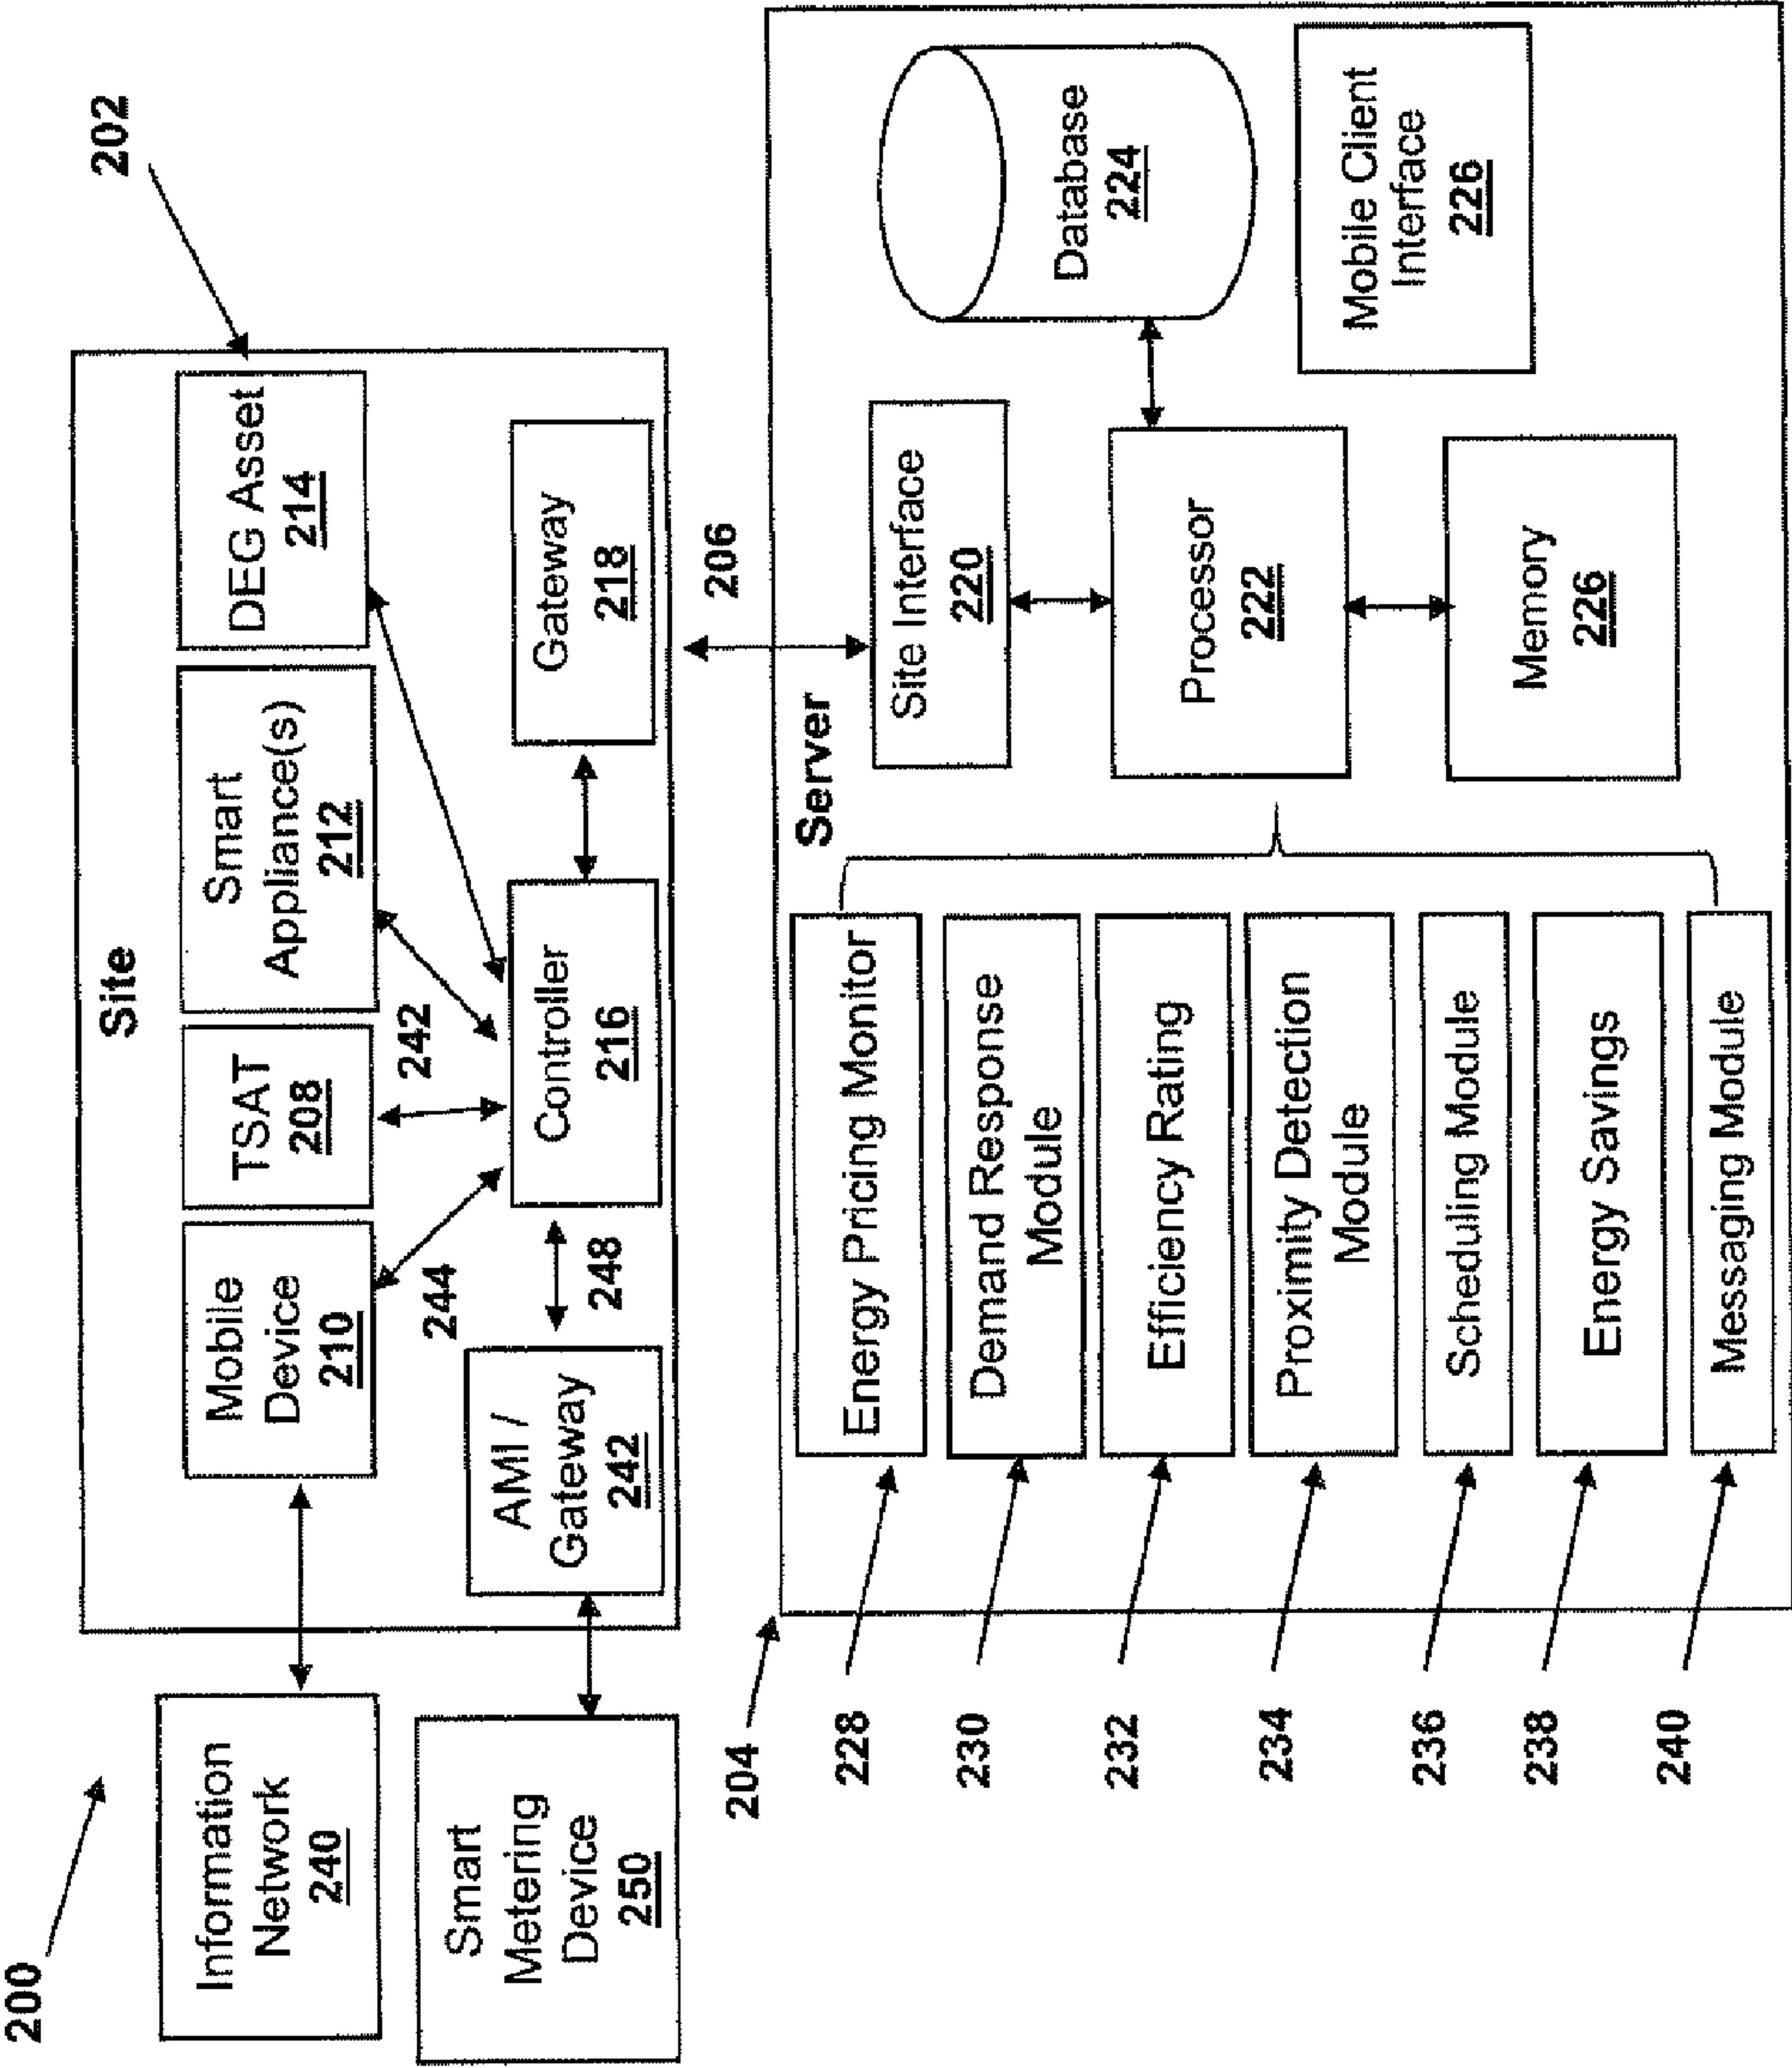 200
Information
Network
240
Smart
Metering
Device
250
Site
202
Mobile
Device
210
TSAT
208
Smart
Appliance(s)
212
DEG Asset
214
244
242
248
AMI /
Gateway
242
Controller
216
Gateway
218
206
204
Server
228
Energy Pricing Monitor
230
Demand Response
Module
232
Efficiency Rating
234
Proximity Detection
Module
236
Scheduling Module
238
Energy Savings
240
Messaging Module
Site Interface
220
Processor
222
Memory
226
Database
224
Mobile Client
Interface
226